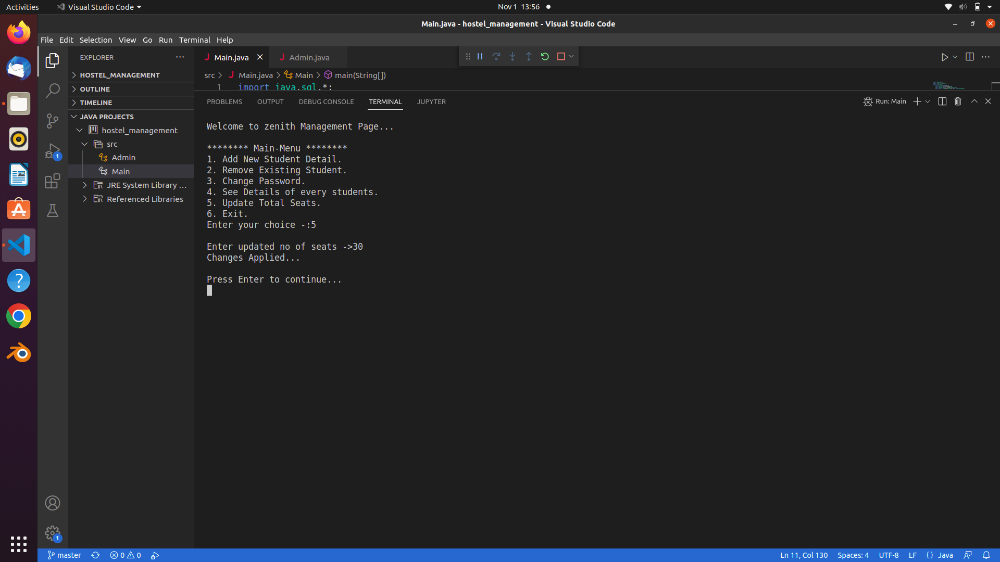 Activities
Visual Studio Code
Nov 1 13:56
Main.java - hostel_management - Visual Studio Code
File Edit Selection View Go Run Terminal Help
EXPLORER
HOSTEL_MANAGEMENT
OUTLINE
TIMELINE
JAVA PROJECTS
hostel_management
src
Admin
Main
JRE System Library ...
Referenced Libraries
1
1
Main.java
Admin.java
src > Main.java > Main > main(String[])
1 import java.sql.*;
PROBLEMS OUTPUT DEBUG CONSOLE TERMINAL JUPYTER
Run: Main
Welcome to zenith Management Page...
******** Main-Menu ********
1. Add New Student Detail.
2. Remove Existing Student.
3. Change Password.
4. See Details of every students.
5. Update Total Seats.
6. Exit.
Enter your choice -:5
Enter updated no of seats ->30
Changes Applied...
Press Enter to continue...
master 0 0
Ln 11, Col 130 Spaces: 4 UTF-8 LF {} Java